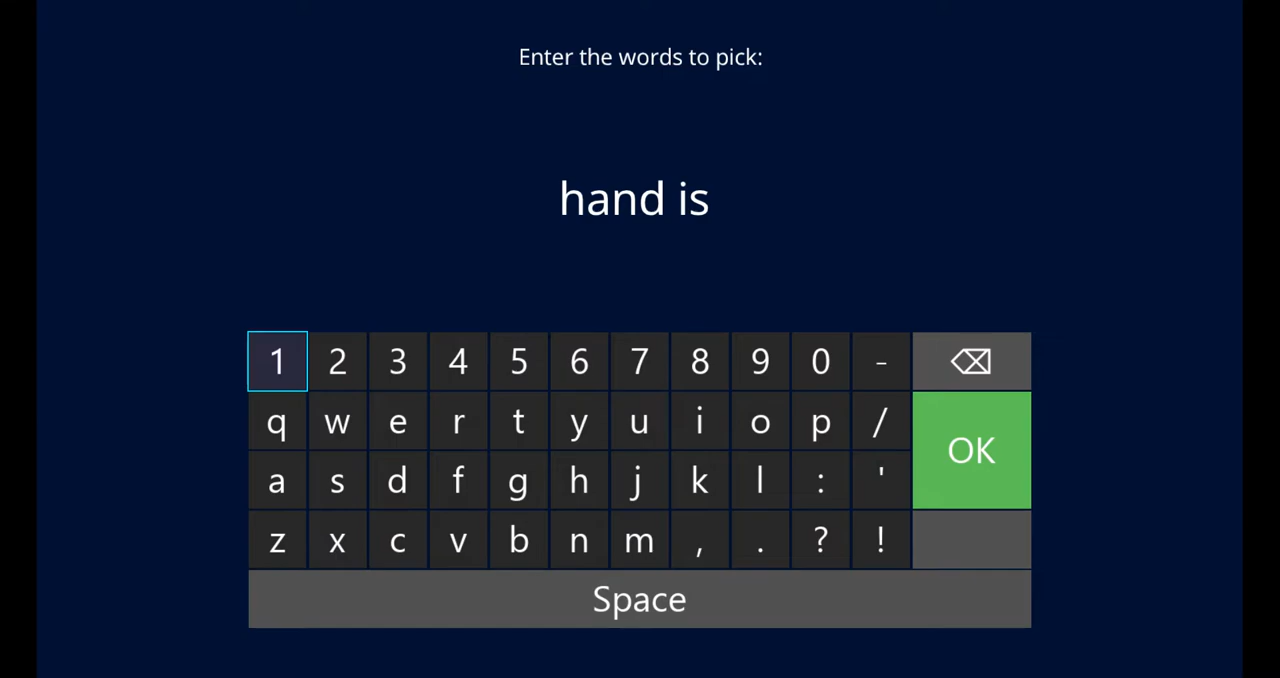 Enter the words to pick:
hand is
1 2 3 4 5 6 7 8 9 0 - ⌫
q w e r t y u i o p / OK
a s d f g h j k l : '
z x c v b n m , . ? !
Space